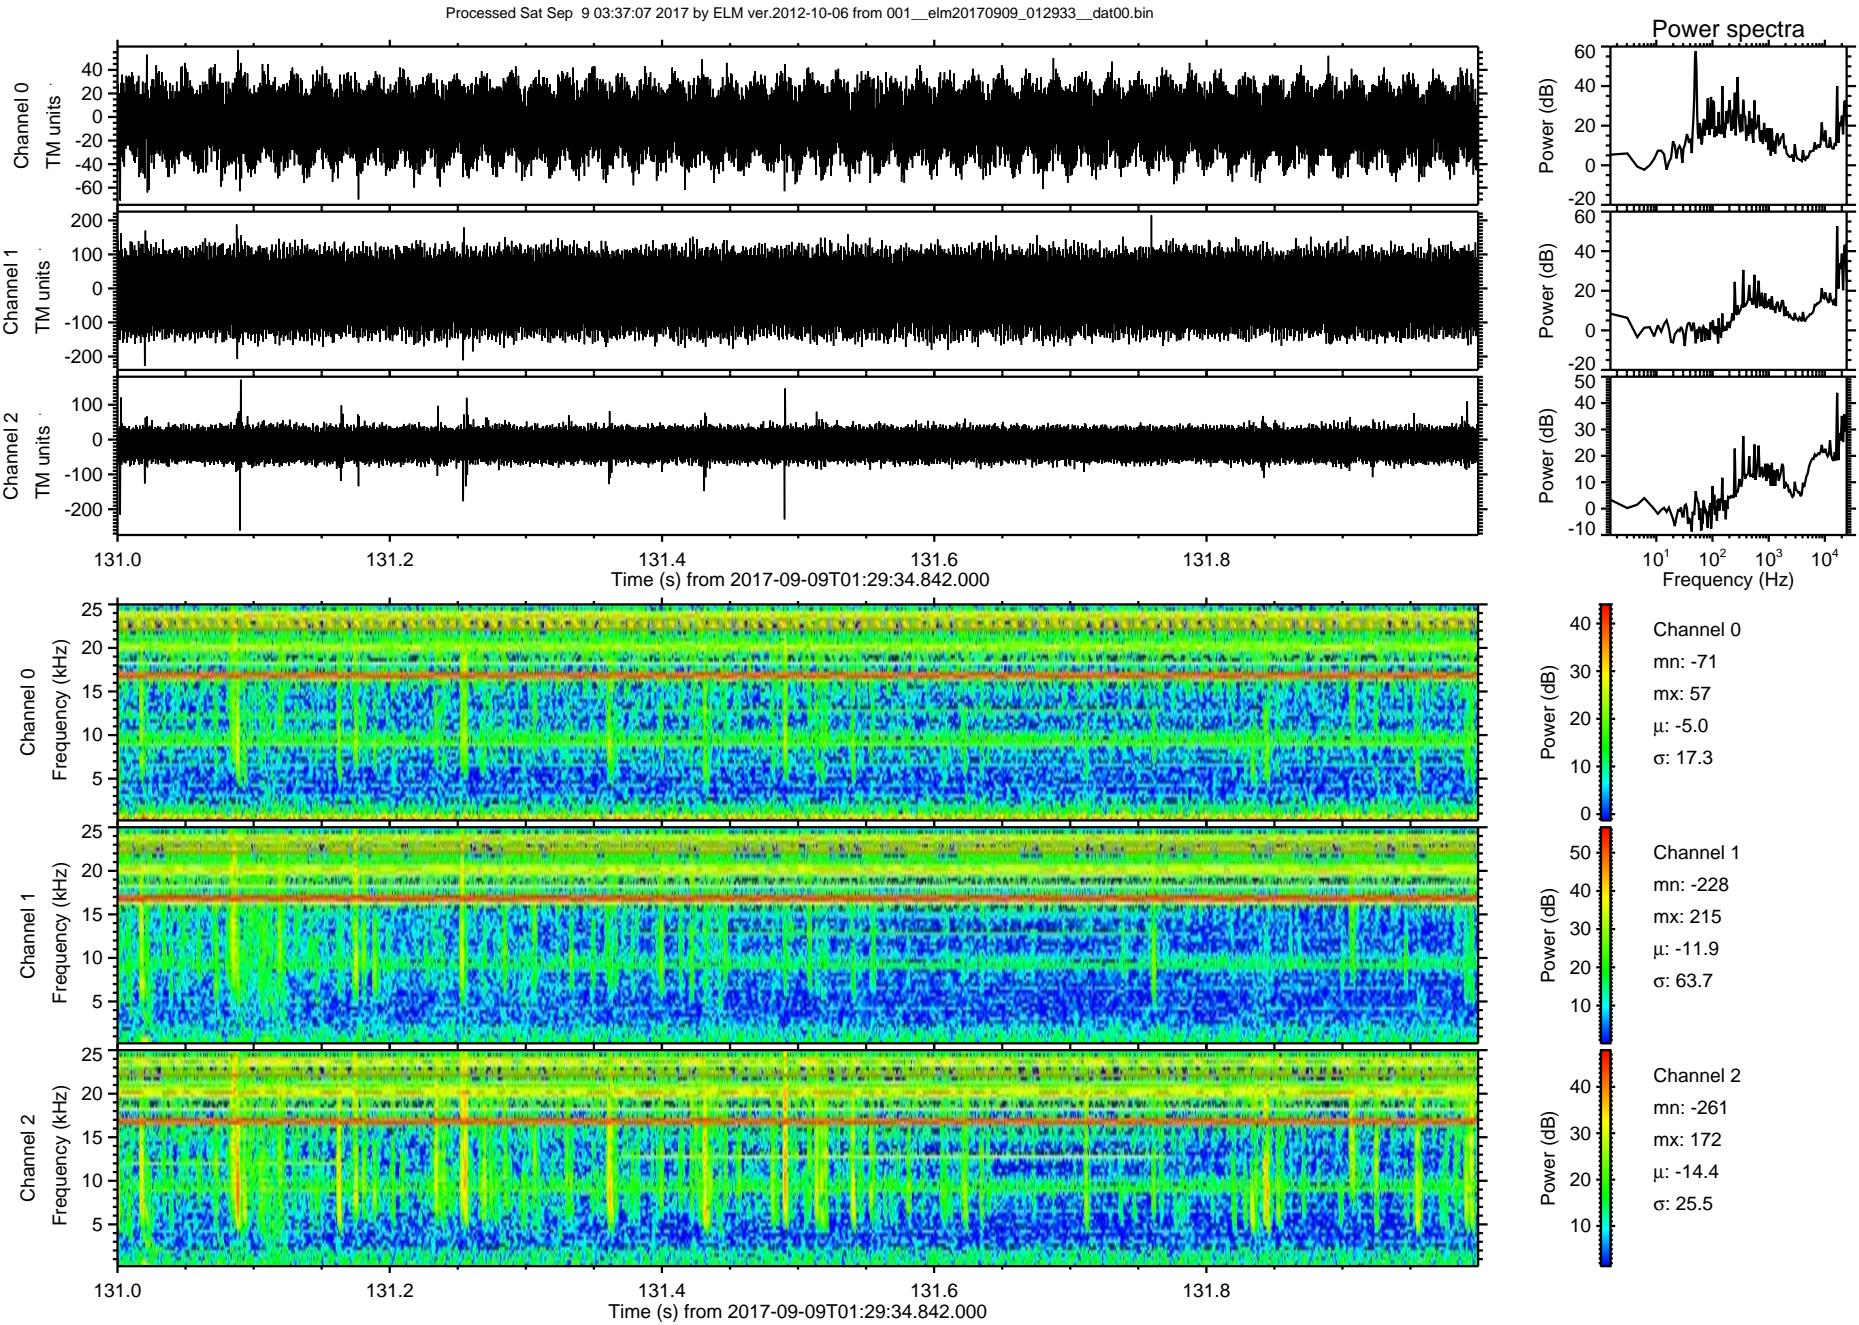 Processed Sat Sep  9 03:37:07 2017 by ELM ver.2012-10-06 from 001__elm20170909_012933__dat00.bin
Power spectra
Channel 0
TM units
40
20
0
-20
-40
-60
Power (dB)
60
40
20
0
-20
Channel 1
TM units
200
100
0
-100
-200
Power (dB)
60
40
20
0
-20
Channel 2
TM units
100
0
-100
-200
Power (dB)
50
40
30
20
10
0
-10
131.0 131.2 131.4 131.6 131.8
Time (s) from 2017-09-09T01:29:34.842.000
10¹ 10² 10³ 10⁴
Frequency (Hz)
Channel 0
Frequency (kHz)
25
20
15
10
5
Power (dB)
40
30
20
10
0
Channel 0
mn: -71
mx: 57
μ: -5.0
σ: 17.3
Channel 1
Frequency (kHz)
25
20
15
10
5
Power (dB)
50
40
30
20
10
Channel 1
mn: -228
mx: 215
μ: -11.9
σ: 63.7
Channel 2
Frequency (kHz)
25
20
15
10
5
Power (dB)
40
30
20
10
Channel 2
mn: -261
mx: 172
μ: -14.4
σ: 25.5
131.0 131.2 131.4 131.6 131.8
Time (s) from 2017-09-09T01:29:34.842.000